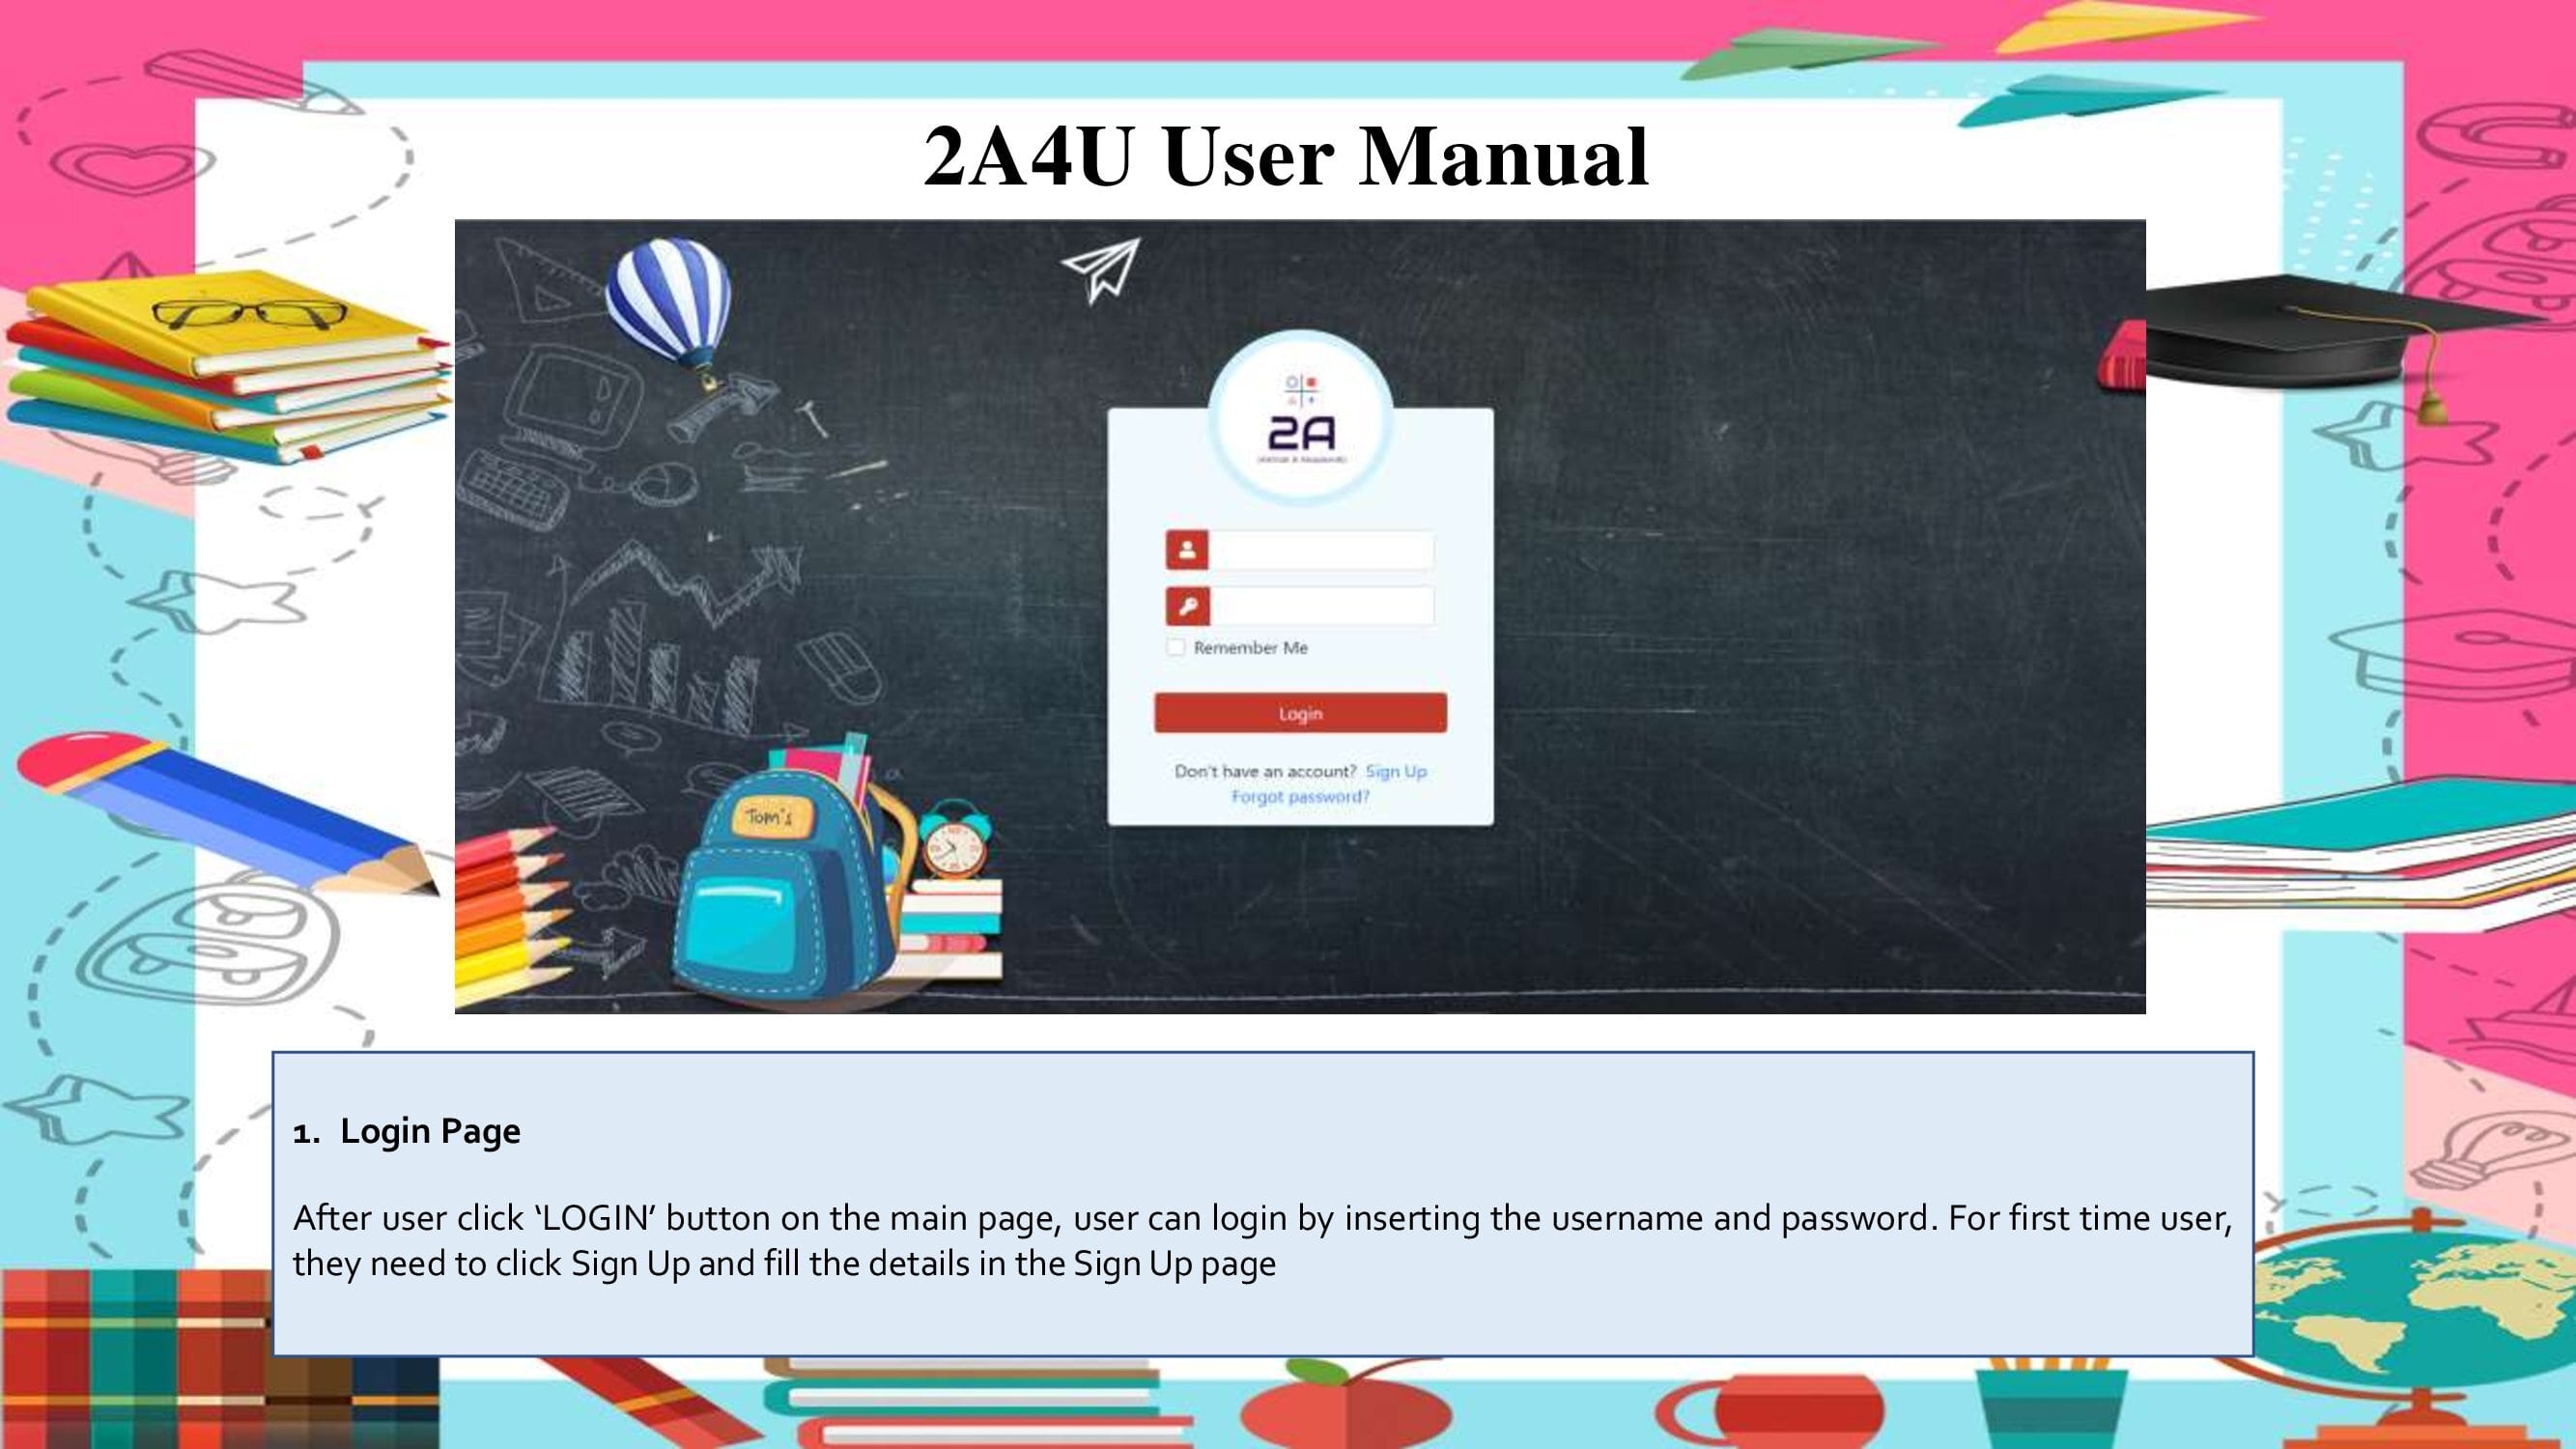 2A4U User Manual
2A
Remember Me
Login
Don't have an account? Sign Up
Forgot password?
Tom's
1. Login Page
After user click ‘LOGIN’ button on the main page, user can login by inserting the username and password. For first time user,
they need to click Sign Up and fill the details in the Sign Up page